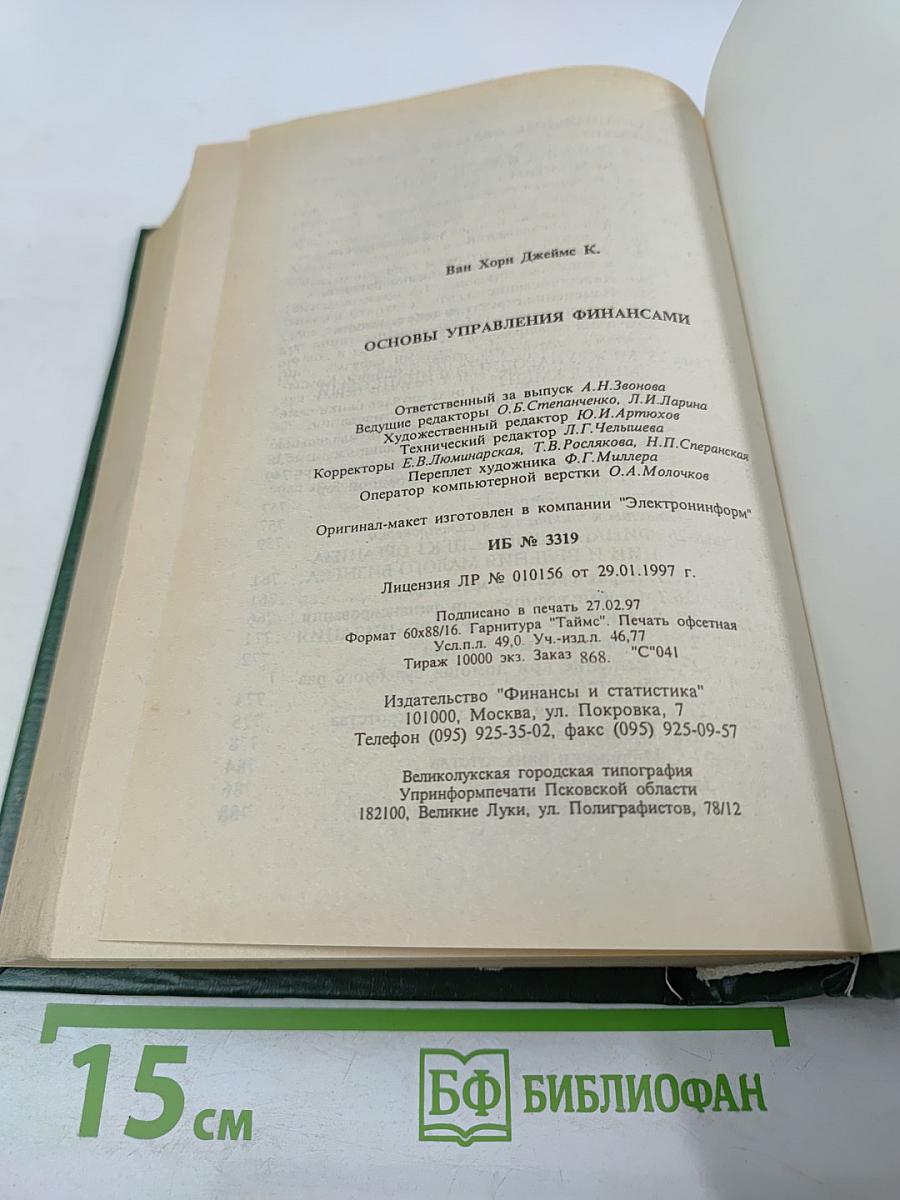 Ван Хорн Джеймс К.
ОСНОВЫ УПРАВЛЕНИЯ ФИНАНСАМИ
Ответственный за выпуск А.Н.Звонова
Ведущие редакторы О.Б.Степанченко, Л.И.Ларина
Художественный редактор Ю.И.Артюхов
Технический редактор Л.Г.Челышева
Корректоры Е.В.Люминарская, Т.В.Рослякова, Н.П.Сперанская
Переплет художника Ф.Г.Миллера
Оператор компьютерной верстки О.А.Молочков
Оригинал-макет изготовлен в компании "Электронинформ"
ИБ № 3319
Лицензия ЛР № 010156 от 29.01.1997 г.
Подписано в печать 27.02.97
Формат 60х88/16. Гарнитура "Таймс". Печать офсетная
Усл.п.л. 49,0 Уч.-изд.л. 46,77
Тираж 10000 экз. Заказ 868. "С"041
Издательство "Финансы и статистика"
101000, Москва, ул. Покровка, 7
Телефон (095) 925-35-02, факс (095) 925-09-57
Великолукская городская типография
Упринформпечати Псковской области
182100, Великие Луки, ул. Полиграфистов, 78/12
15 см
БФ БИБЛИОФАН